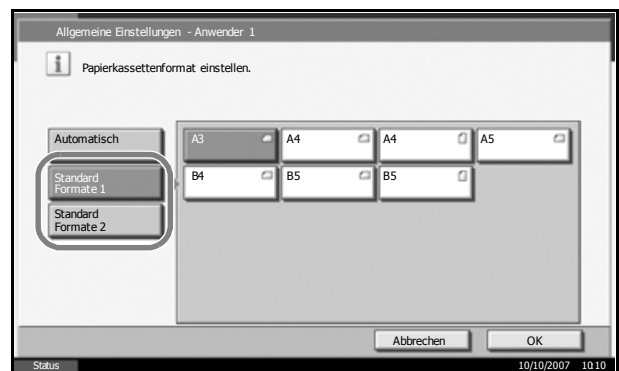 Allgemeine Einstellungen - Anwender 1
i
Papierkassettenformat einstellen.
Automatisch
A3 A4 A4 A5
Standard
Formate 1
B4 B5 B5
Standard
Formate 2
Abbrechen OK
Status 10/10/2007 10:10